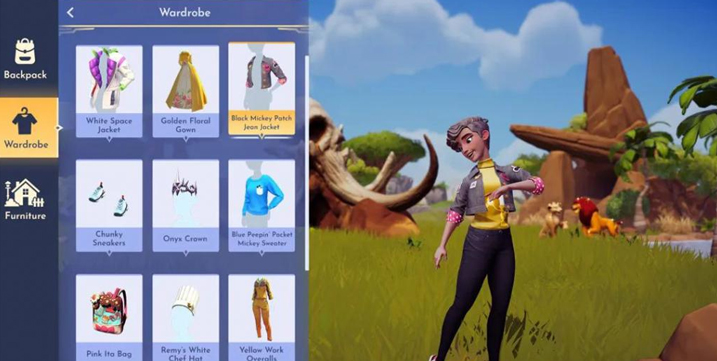 Wardrobe
Backpack
Wardrobe
Furniture
White Space
Jacket
Golden Floral
Gown
Black Mickey Patch
Jean Jacket
Chunky
Sneakers
Onyx Crown
Blue Peepin' Pocket
Mickey Sweater
Pink Ita Bag
Remy's White
Chef Hat
Yellow Work
Overalls